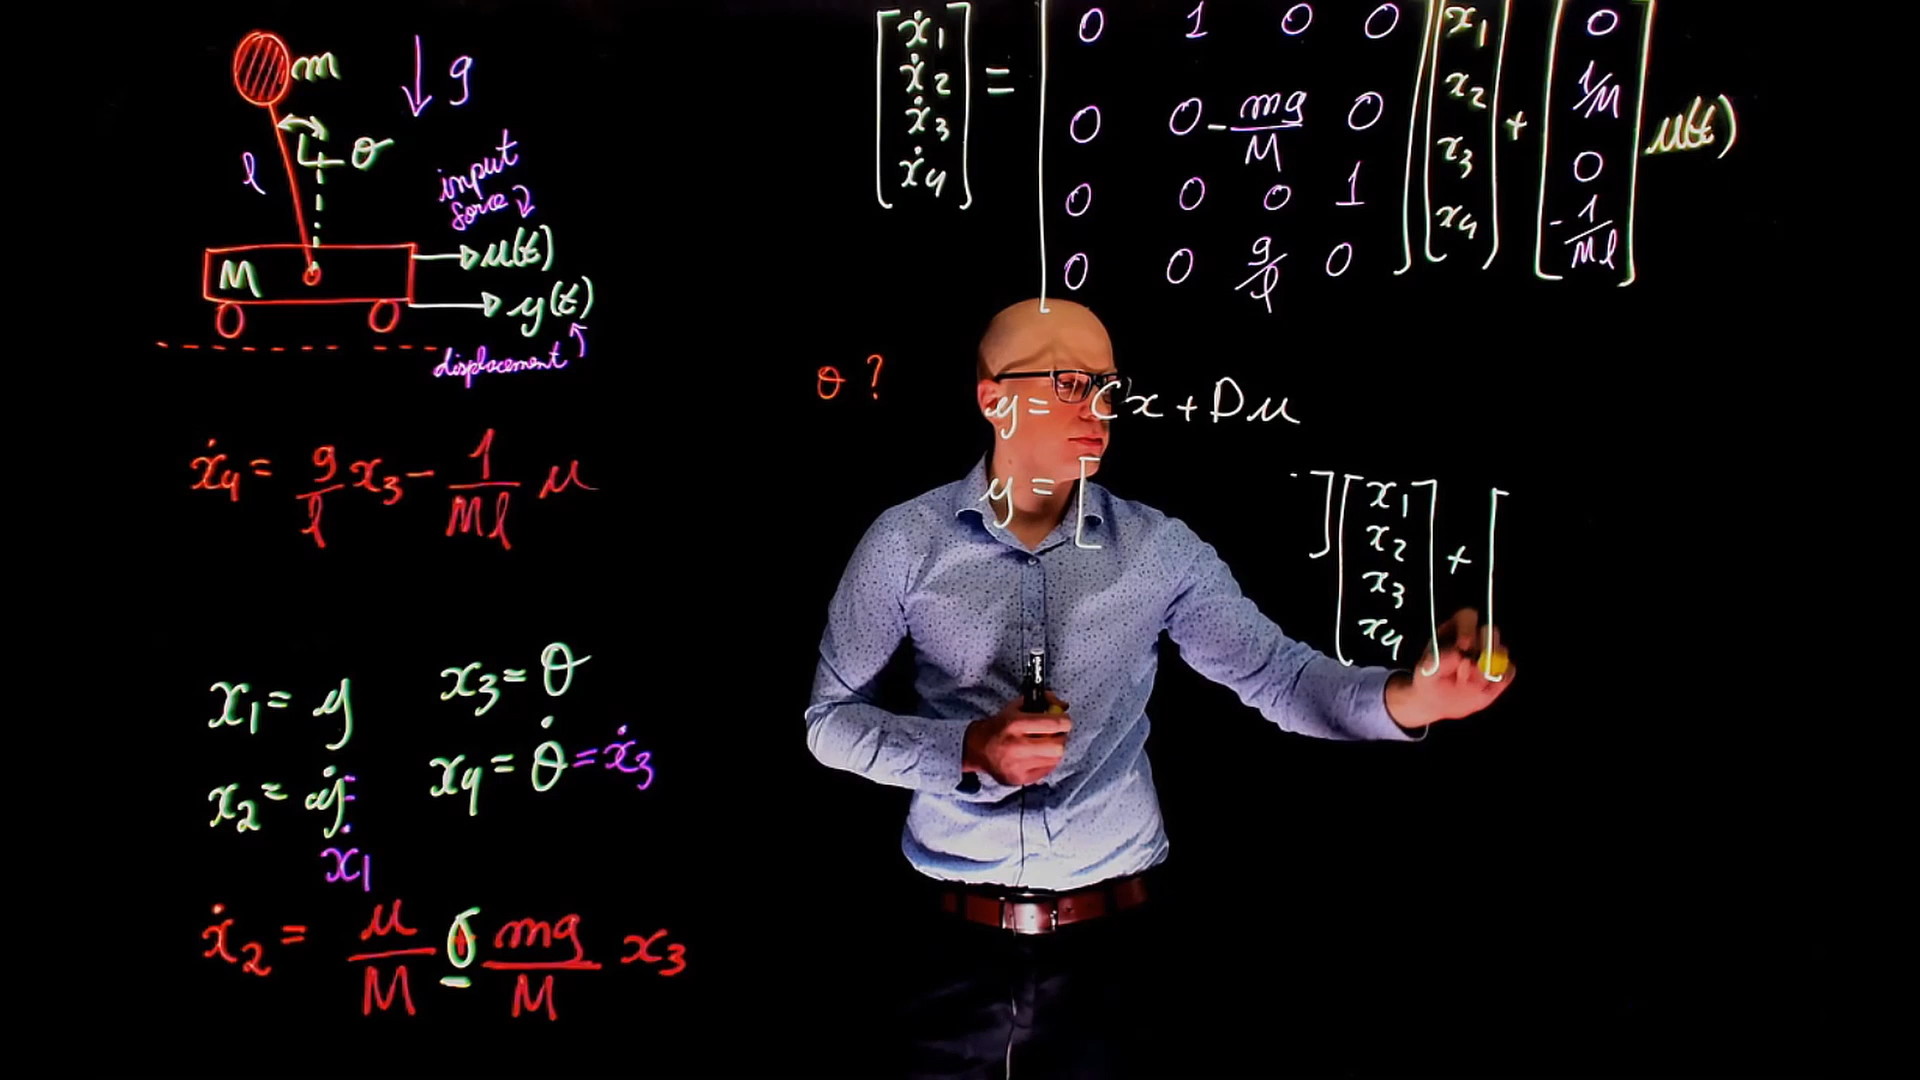 m
g
l
θ
input
force
M
u(t)
y(t)
displacement
ẋ4 = g/l x3 - 1/Ml u
x1 = y
x3 = θ
x2 = ẏ =
ẋ1
x4 = θ̇ = ẋ3
ẋ2 = u/M - mg/M x3
[ẋ1 ẋ2 ẋ3 ẋ4] =
0 1 0 0
0 0 -mg/M 0
0 0 0 1
0 0 g/l 0
[x1 x2 x3 x4] + [0 1/M 0 -1/Ml] u(t)
θ ?
y = Cx + Du
y = [ ] [x1 x2 x3 x4] + [